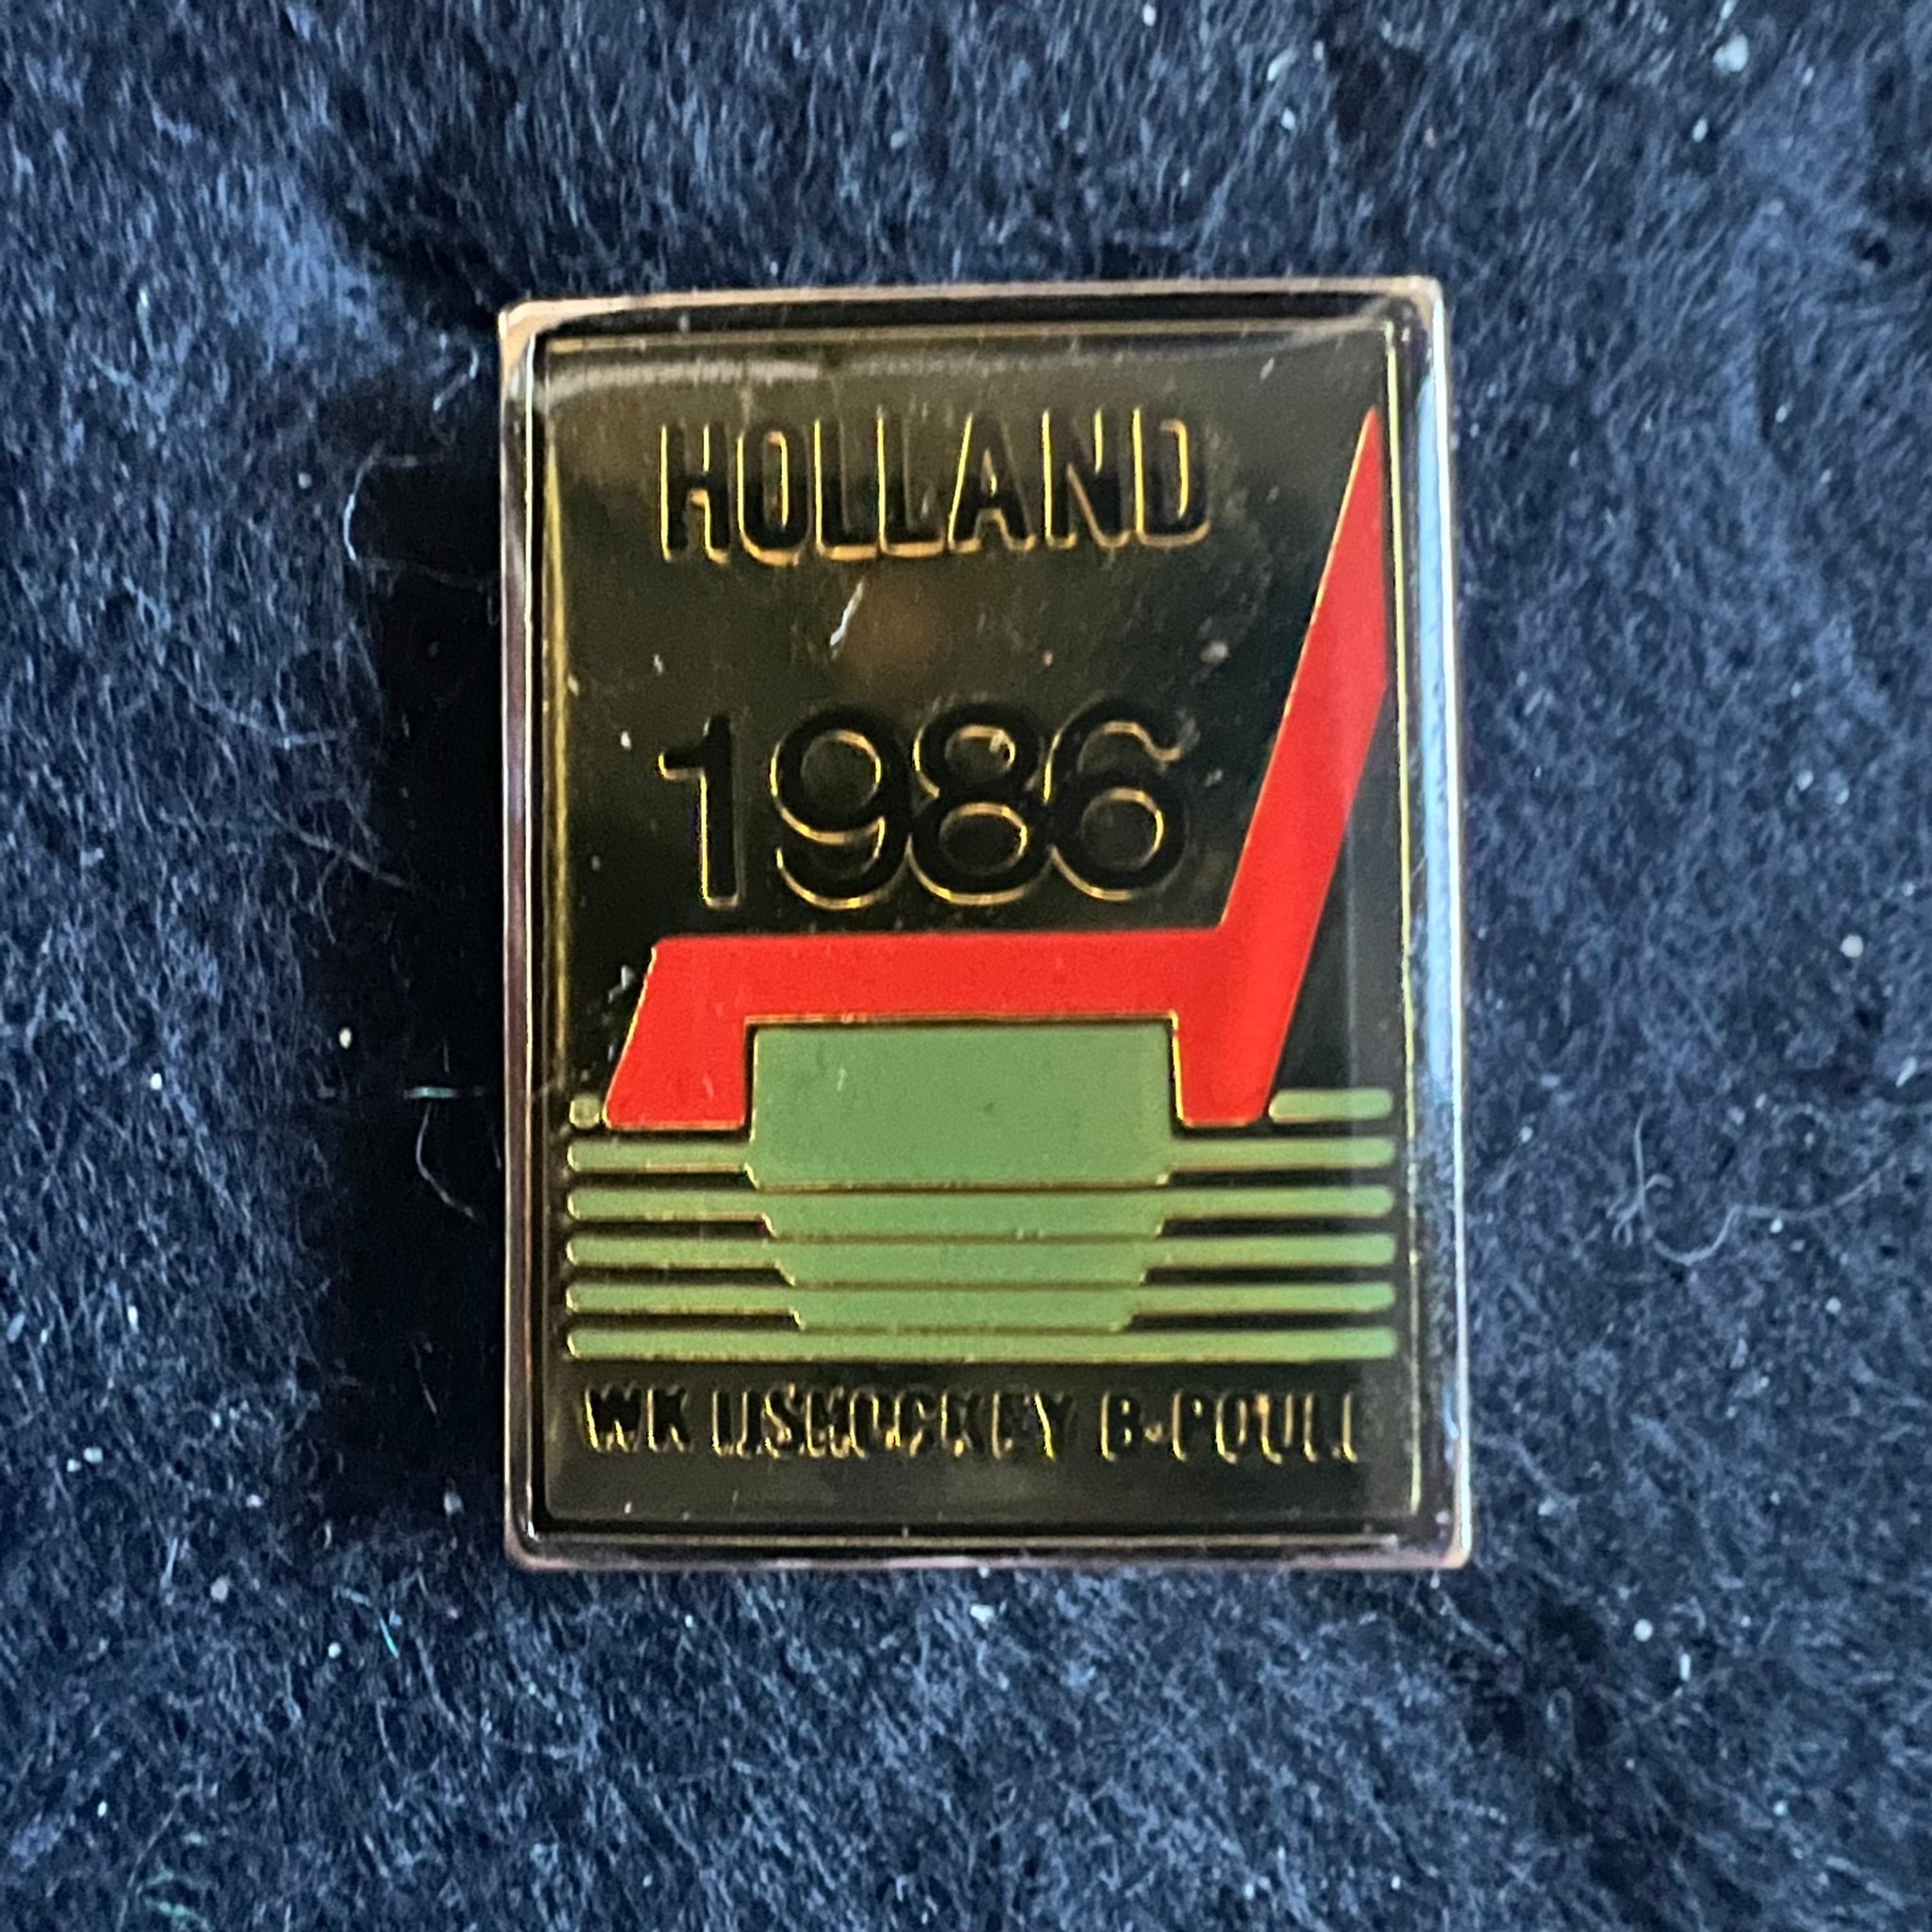 HOLLAND
1986
WK IJSHOCKEY B-POULE